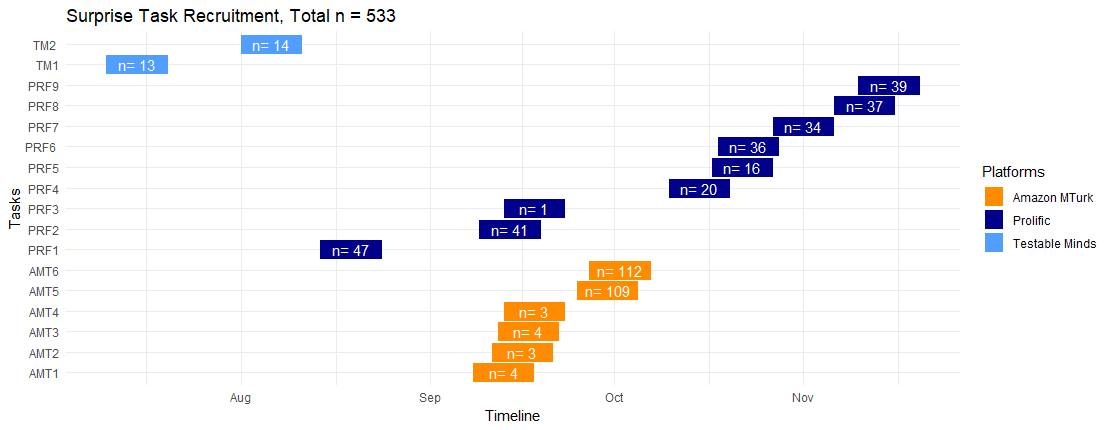 Surprise Task Recruitment, Total n = 533
TM2
n= 14
TM1
n= 13
PRF9
n= 39
PRF8
n= 37
PRF7
n= 34
PRF6
n= 36
PRF5
n= 16
PRF4
n= 20
PRF3
n= 1
PRF2
n= 41
PRF1
n= 47
AMT6
n= 112
AMT5
n= 109
AMT4
n= 3
AMT3
n= 4
AMT2
n= 3
AMT1
n= 4
Tasks
Aug Sep Oct Nov
Timeline
Platforms
Amazon MTurk
Prolific
Testable Minds